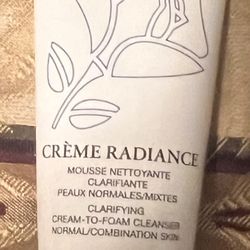 CRÈME RADIANCE
MOUSSE NETTOYANTE
CLARIFIANTE
PEAUX NORMALES/MIXTES
CLARIFYING
CREAM-TO-FOAM CLEANSER
NORMAL/COMBINATION SKIN